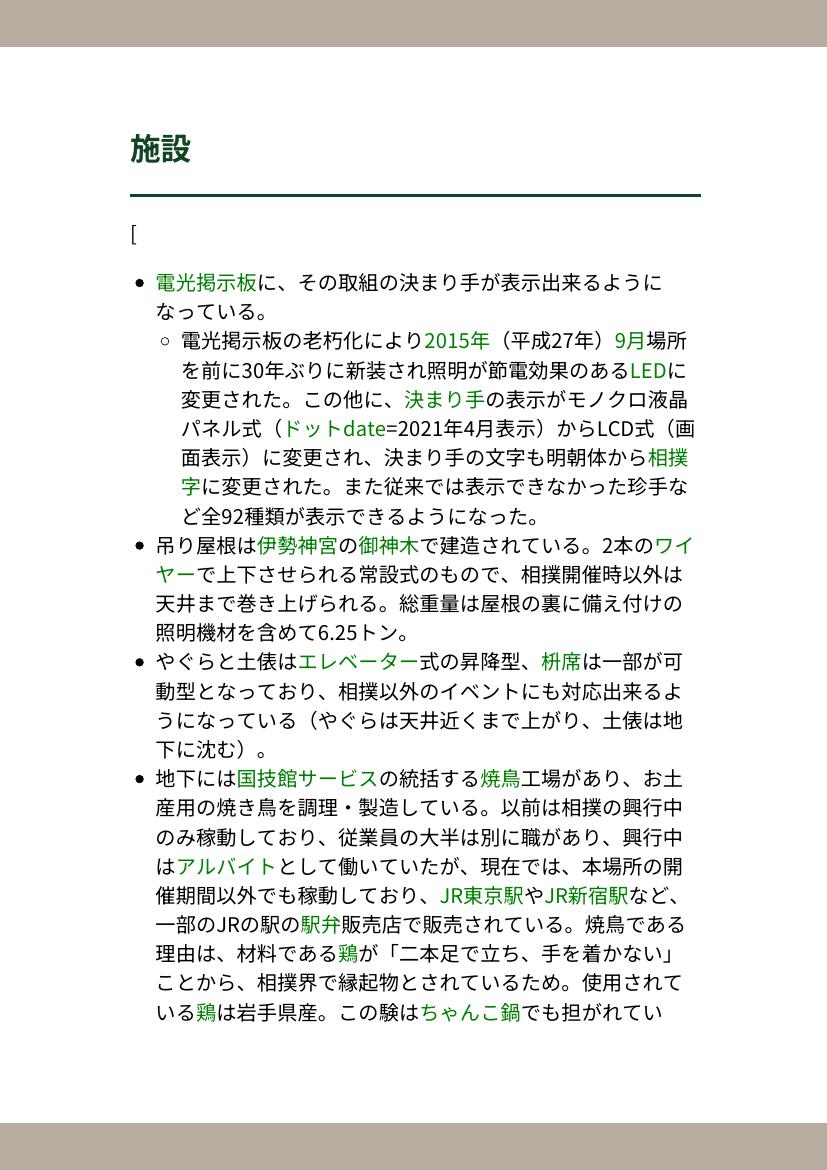 施設
[
電光掲示板に、その取組の決まり手が表示出来るように
なっている。
電光掲示板の老朽化により2015年（平成27年）9月場所
を前に30年ぶりに新装され照明が節電効果のあるLEDに
変更された。この他に、決まり手の表示がモノクロ液晶
パネル式（ドットdate=2021年4月表示）からLCD式（画
面表示）に変更され、決まり手の文字も明朝体から相撲
字に変更された。また従来では表示できなかった珍手な
ど全92種類が表示できるようになった。
吊り屋根は伊勢神宮の御神木で建造されている。2本のワイ
ヤーで上下させられる常設式のもので、相撲開催時以外は
天井まで巻き上げられる。総重量は屋根の裏に備え付けの
照明機材を含めて6.25トン。
やぐらと土俵はエレベーター式の昇降型、枡席は一部が可
動型となっており、相撲以外のイベントにも対応出来るよ
うになっている（やぐらは天井近くまで上がり、土俵は地
下に沈む）。
地下には国技館サービスの統括する焼鳥工場があり、お土
産用の焼き鳥を調理・製造している。以前は相撲の興行中
のみ稼動しており、従業員の大半は別に職があり、興行中
はアルバイトとして働いていたが、現在では、本場所の開
催期間以外でも稼動しており、JR東京駅やJR新宿駅など、
一部のJRの駅の駅弁販売店で販売されている。焼鳥である
理由は、材料である鶏が「二本足で立ち、手を着かない」
ことから、相撲界で縁起物とされているため。使用されて
いる鶏は岩手県産。この験はちゃんこ鍋でも担がれてい